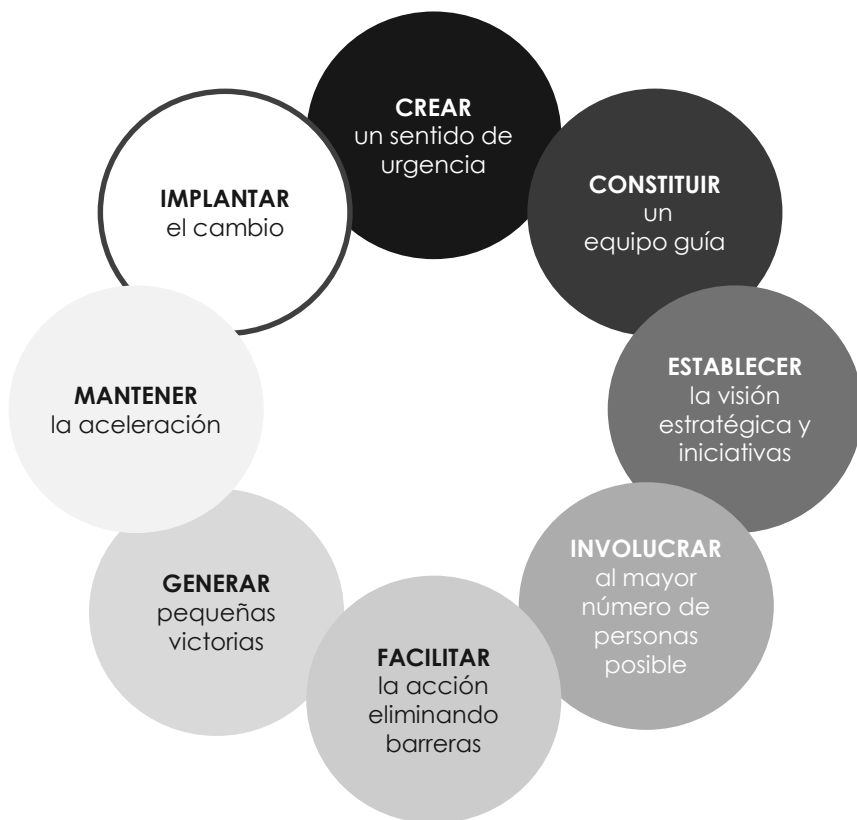 CREAR
un sentido de
urgencia
CONSTITUIR
un
equipo guía
ESTABLECER
la visión
estratégica y
iniciativas
INVOLUCRAR
al mayor
número de
personas
posible
FACILITAR
la acción
eliminando
barreras
GENERAR
pequeñas
victorias
MANTENER
la aceleración
IMPLANTAR
el cambio